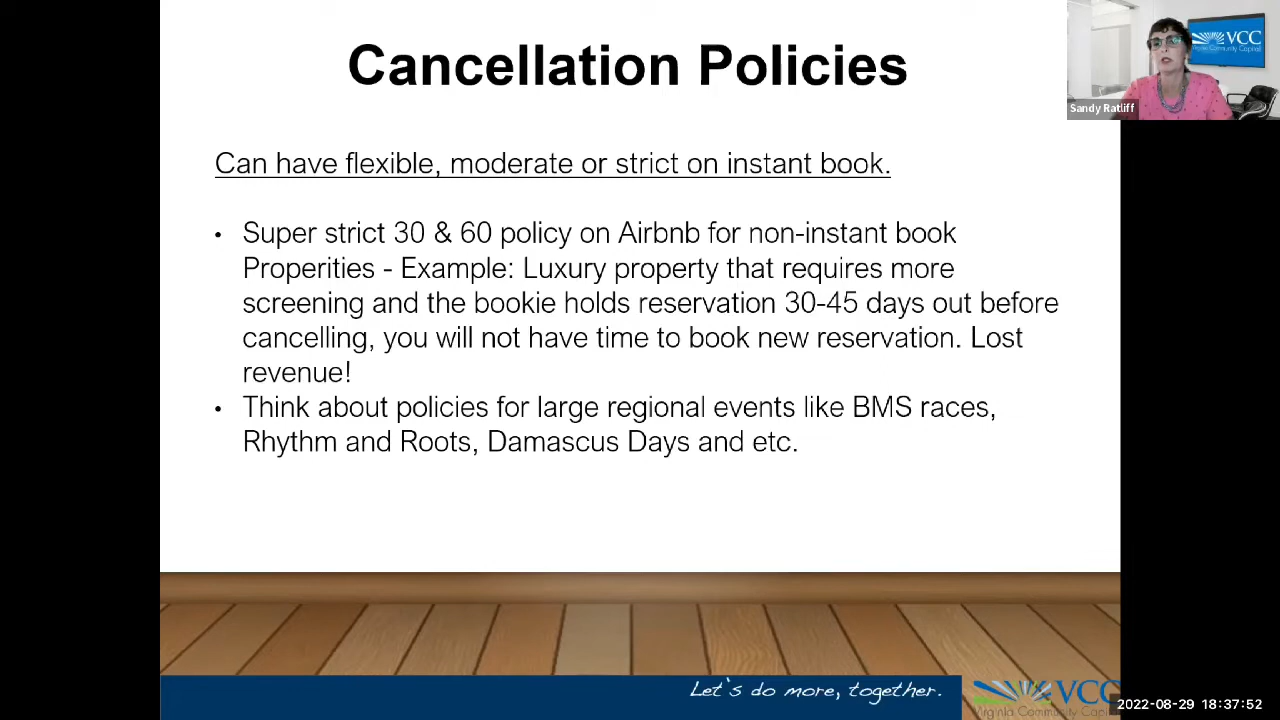 Cancellation Policies
VCC
Virginia Community Capital
Sandy Ratliff
Can have flexible, moderate or strict on instant book.
• Super strict 30 & 60 policy on Airbnb for non-instant book
Properities - Example: Luxury property that requires more
screening and the bookie holds reservation 30-45 days out before
cancelling, you will not have time to book new reservation. Lost
revenue!
• Think about policies for large regional events like BMS races,
Rhythm and Roots, Damascus Days and etc.
Let's do more, together.
VCC
Virginia Community Capi
2022-08-29 18:37:52